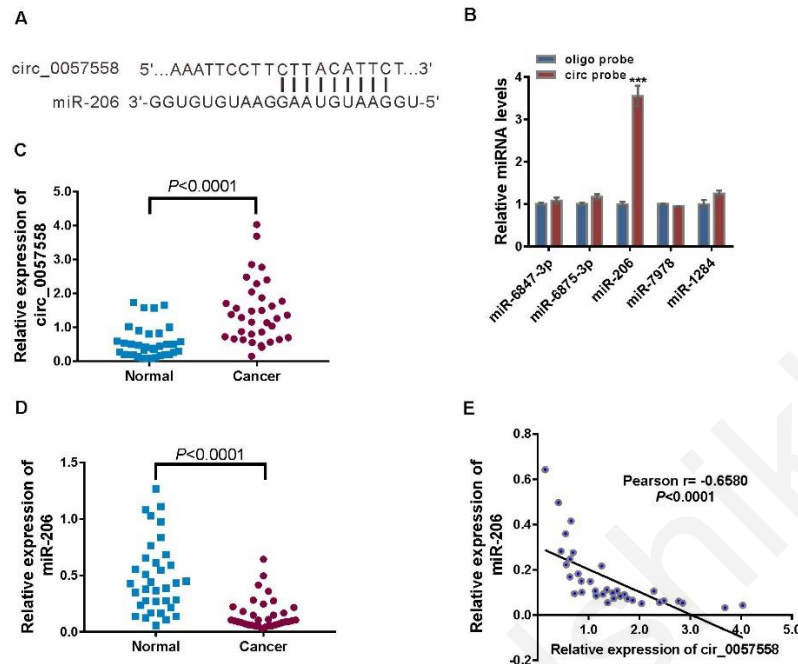 A
circ_0057558 5'...AAATTCCTTCTTACATTCT...3'
miR-206 3'-GGUGUGUAAGGAAUGUAAGGU-5'
B
oligo probe
circ probe
***
Relative miRNA levels
6
4
2
0
miR-6847-3p
miR-6875-3p
miR-206
miR-7978
miR-1284
C
P<0.0001
Relative expression of
circ_0057558
5.0
4.0
3.0
2.0
1.0
0.0
Normal Cancer
D
P<0.0001
Relative expression of
miR-206
1.5
1.0
0.5
0.0
Normal Cancer
E
Pearson r= -0.6580
P<0.0001
Relative expression of
miR-206
0.8
0.6
0.4
0.2
0.0
-0.2
1.0 2.0 3.0 4.0 5.0
Relative expression of cir_0057558